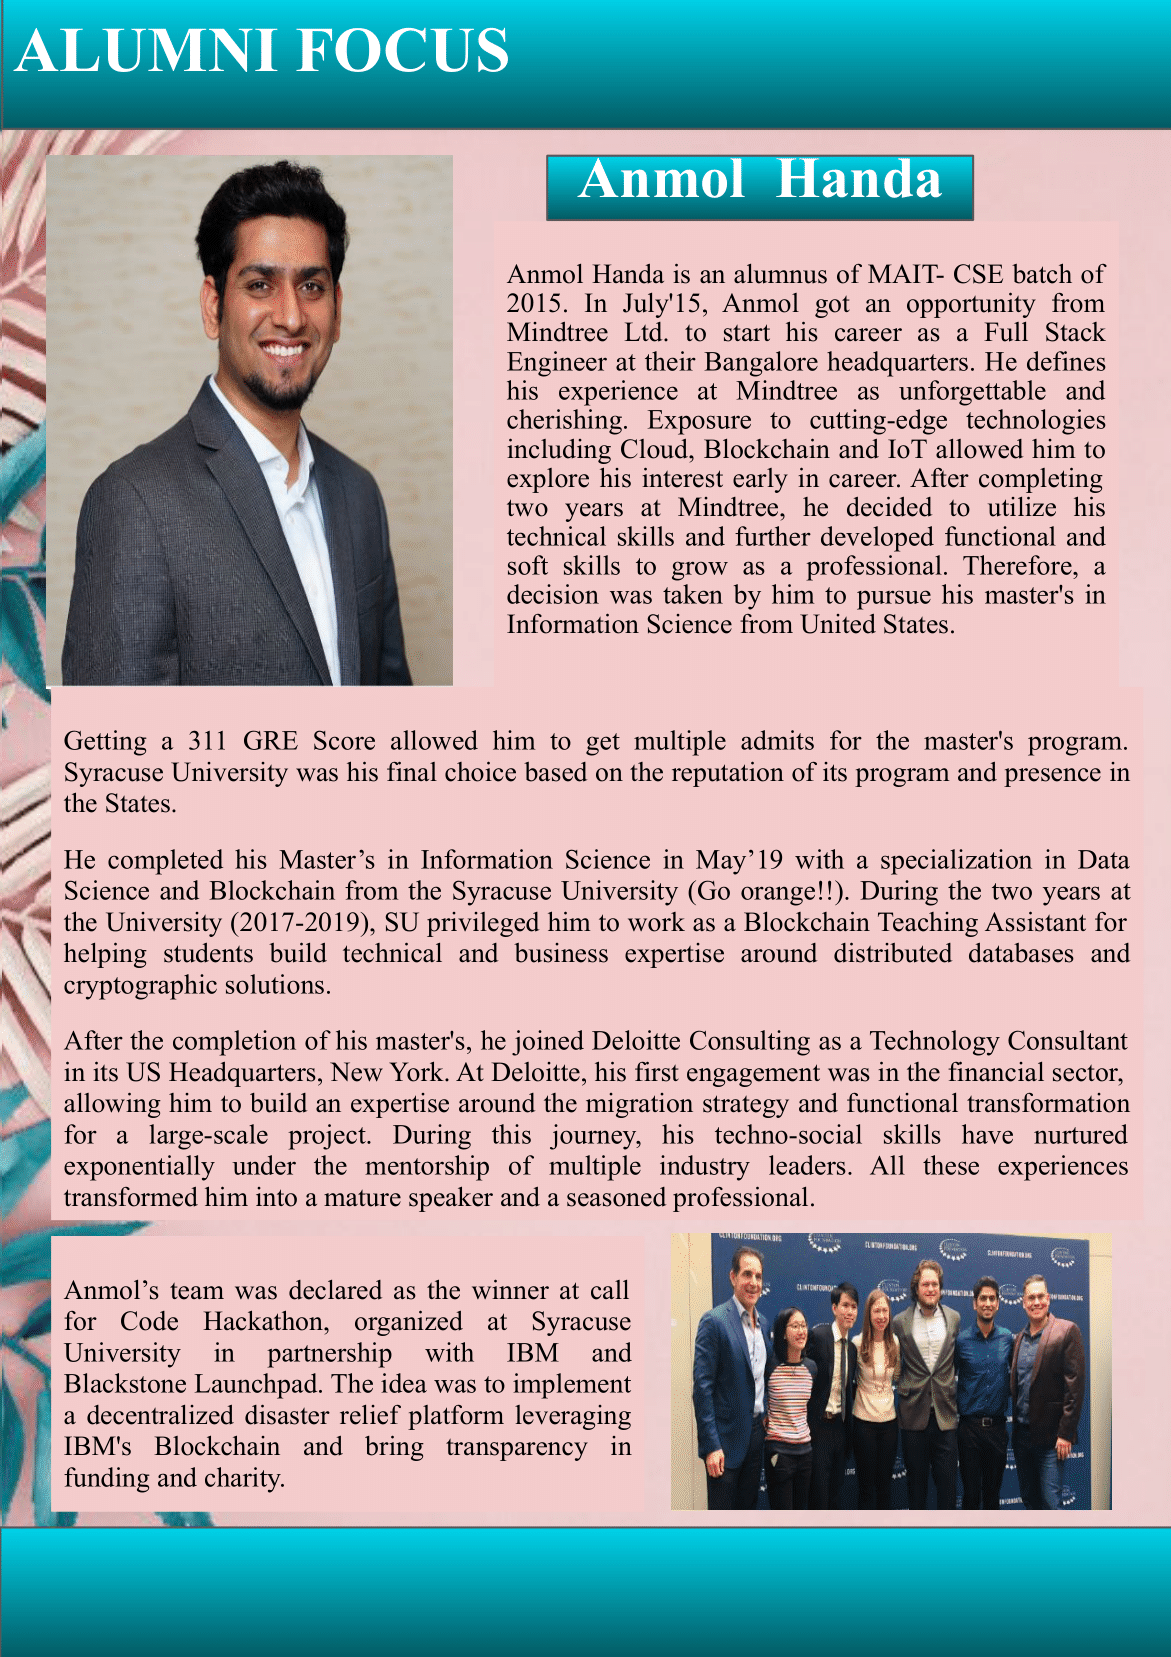 ALUMNI FOCUS
Anmol Handa
Anmol Handa is an alumnus of MAIT- CSE batch of
2015. In July'15, Anmol got an opportunity from
Mindtree Ltd. to start his career as a Full Stack
Engineer at their Bangalore headquarters. He defines
his experience at Mindtree as unforgettable and
cherishing. Exposure to cutting-edge technologies
including Cloud, Blockchain and IoT allowed him to
explore his interest early in career. After completing
two years at Mindtree, he decided to utilize his
technical skills and further developed functional and
soft skills to grow as a professional. Therefore, a
decision was taken by him to pursue his master's in
Information Science from United States.
Getting a 311 GRE Score allowed him to get multiple admits for the master's program.
Syracuse University was his final choice based on the reputation of its program and presence in
the States.
He completed his Master’s in Information Science in May’19 with a specialization in Data
Science and Blockchain from the Syracuse University (Go orange!!). During the two years at
the University (2017-2019), SU privileged him to work as a Blockchain Teaching Assistant for
helping students build technical and business expertise around distributed databases and
cryptographic solutions.
After the completion of his master's, he joined Deloitte Consulting as a Technology Consultant
in its US Headquarters, New York. At Deloitte, his first engagement was in the financial sector,
allowing him to build an expertise around the migration strategy and functional transformation
for a large-scale project. During this journey, his techno-social skills have nurtured
exponentially under the mentorship of multiple industry leaders. All these experiences
transformed him into a mature speaker and a seasoned professional.
Anmol’s team was declared as the winner at call
for Code Hackathon, organized at Syracuse
University in partnership with IBM and
Blackstone Launchpad. The idea was to implement
a decentralized disaster relief platform leveraging
IBM's Blockchain and bring transparency in
funding and charity.
CLINTONFOUNDATION.ORG
CLINTONFOUNDATION.ORG
CLINTONFOUNDATION.ORG